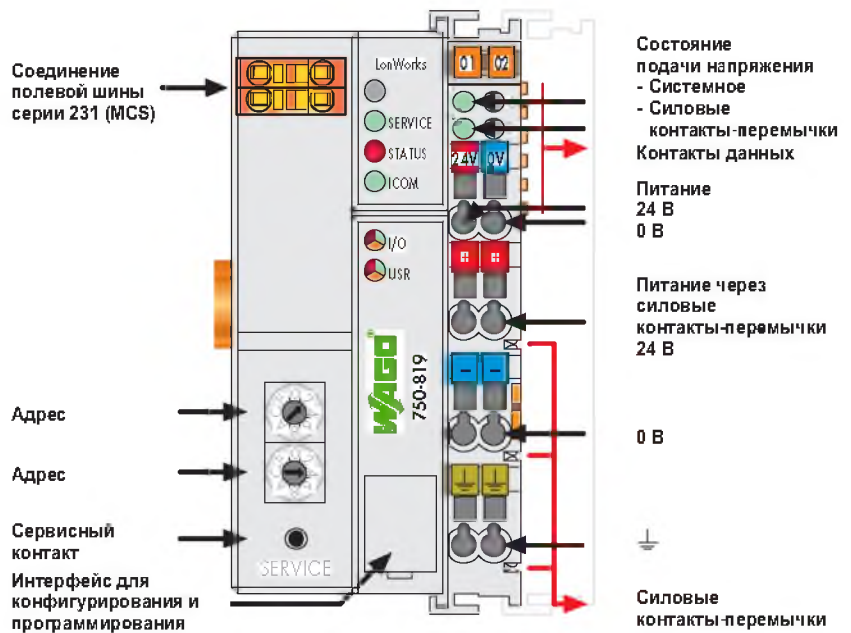 Соединение
полевой шины
серии 231 (MCS)
Адрес
Адрес
Сервисный
контакт
Интерфейс для
конфигурирования и
программирования
LonWorks
SERVICE
STATUS
ICOM
I/O
USR
WAGO
750-819
SERVICE
01 02
24V 0V
Состояние
подачи напряжения
- Системное
- Силовые
контакты-перемычки
Контакты данных
Питание
24 В
0 В
Питание через
силовые
контакты-перемычки
24 В
0 В
Силовые
контакты-перемычки